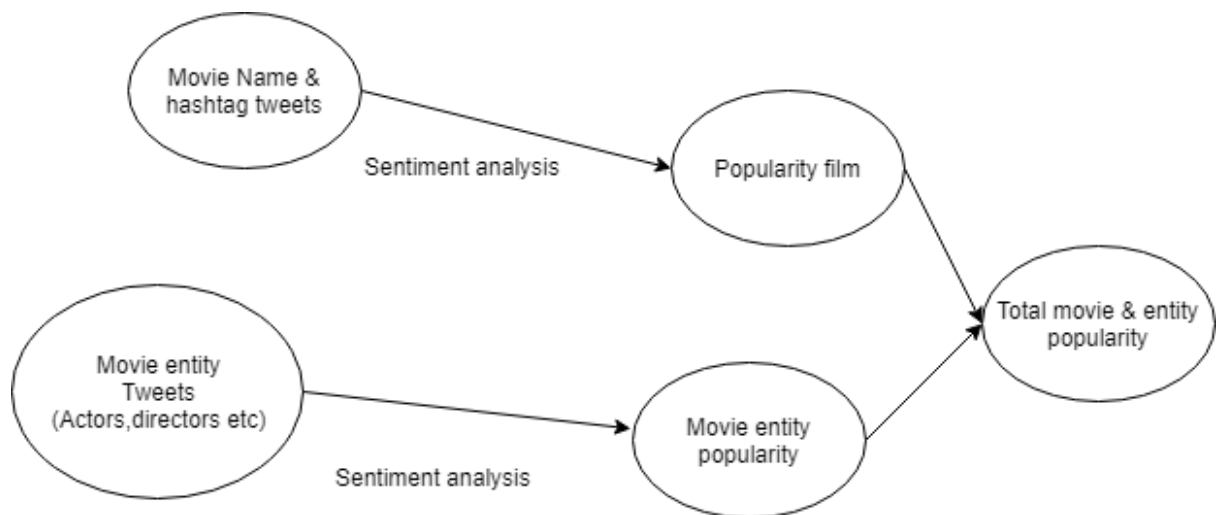 Movie Name &
hashtag tweets
Sentiment analysis
Popularity film
Total movie & entity
popularity
Movie entity
Tweets
(Actors,directors etc)
Sentiment analysis
Movie entity
popularity